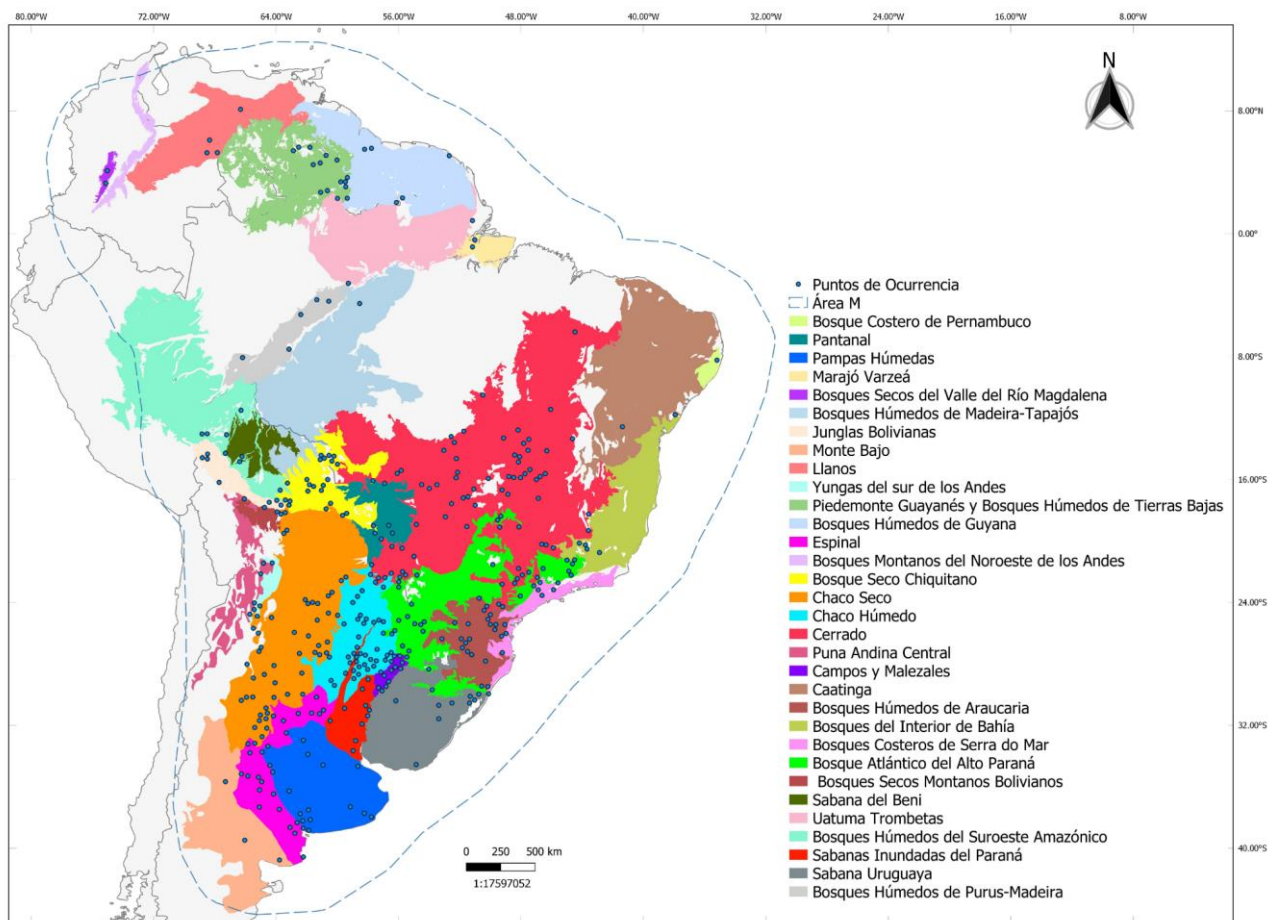 80.00°W 72.00°W 64.00°W 56.00°W 48.00°W 40.00°W 32.00°W 24.00°W 16.00°W 8.00°W
N
8.00°N
0.00°
8.00°S
16.00°S
24.00°S
32.00°S
40.00°S
Puntos de Ocurrencia
Área M
Bosque Costero de Pernambuco
Pantanal
Pampas Húmedas
Marajó Varzeá
Bosques Secos del Valle del Río Magdalena
Bosques Húmedos de Madeira-Tapajós
Junglas Bolivianas
Monte Bajo
Llanos
Yungas del sur de los Andes
Piedemonte Guayanés y Bosques Húmedos de Tierras Bajas
Bosques Húmedos de Guyana
Espinal
Bosques Montanos del Noroeste de los Andes
Bosque Seco Chiquitano
Chaco Seco
Chaco Húmedo
Cerrado
Puna Andina Central
Campos y Malezales
Caatinga
Bosques Húmedos de Araucaria
Bosques del Interior de Bahía
Bosques Costeros de Serra do Mar
Bosque Atlántico del Alto Paraná
Bosques Secos Montanos Bolivianos
Sabana del Beni
Uatuma Trombetas
Bosques Húmedos del Suroeste Amazónico
Sabanas Inundadas del Paraná
Sabana Uruguaya
Bosques Húmedos de Purus-Madeira
0 250 500 km
1:17597052